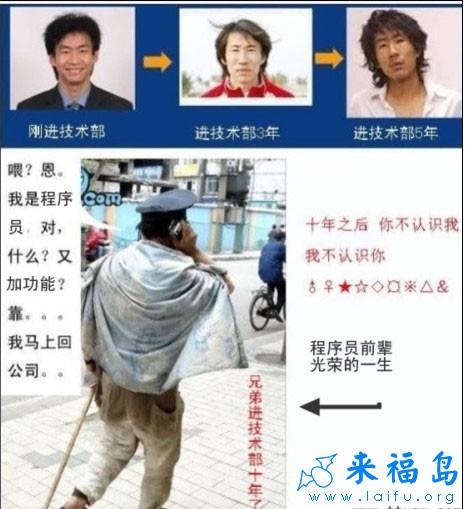 刚进技术部
进技术部3年
进技术部5年
喂？恩。
我是程序
员．对，
什么？又
加功能？
靠。。。
我马上回
公司。。
.com
十年之后 你不认识我
我不认识你
♁♀★☆◇¤※△&
程序员前辈
光荣的一生
兄弟进技术部十年了
来福岛
www.laifu.org